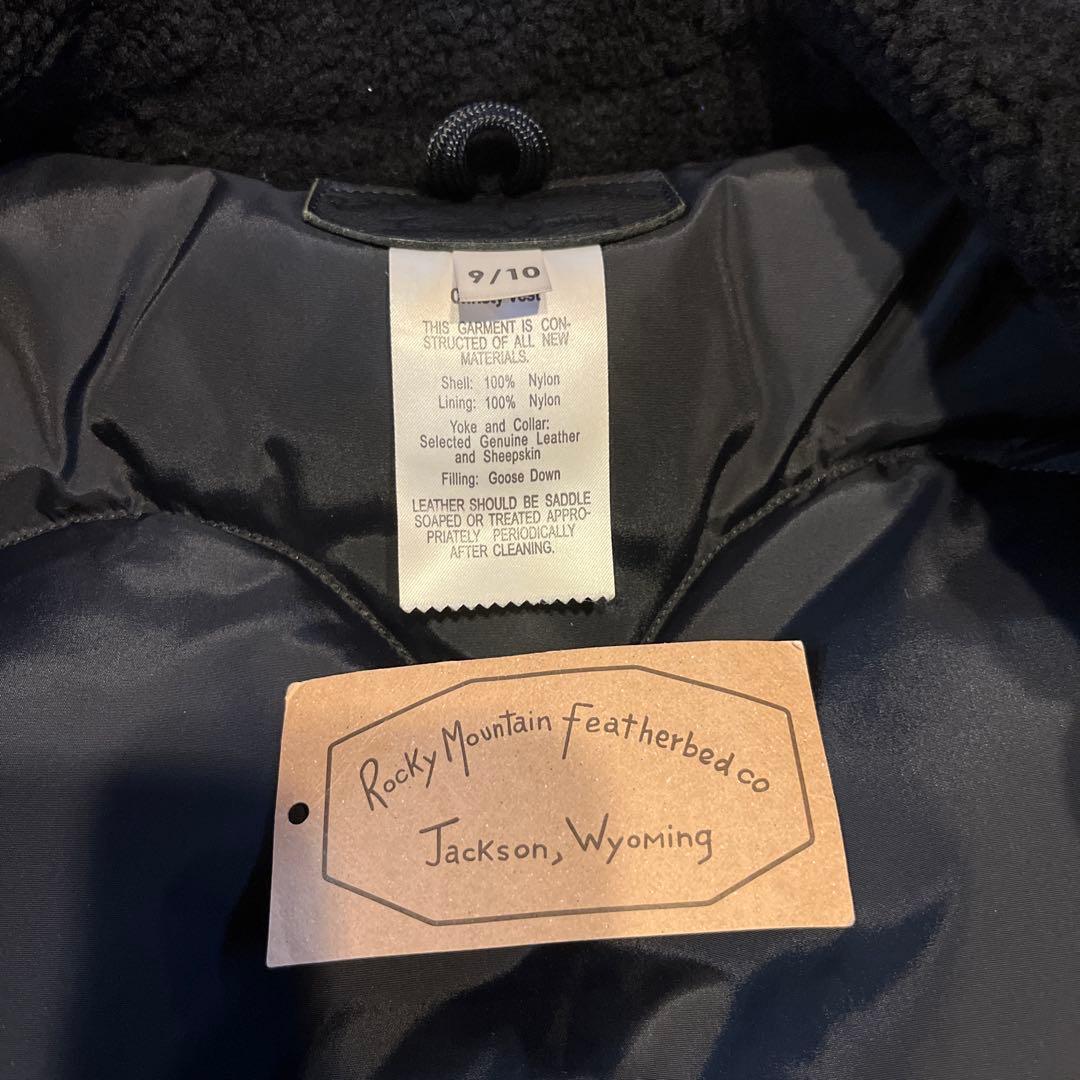 9/10
Christy Vest
THIS GARMENT IS CON-
STRUCTED OF ALL NEW
MATERIALS.
Shell: 100% Nylon
Lining: 100% Nylon
Yoke and Collar:
Selected Genuine Leather
and Sheepskin
Filling: Goose Down
LEATHER SHOULD BE SADDLE
SOAPED OR TREATED APPRO-
PRIATELY PERIODICALLY
AFTER CLEANING.
Rocky Mountain Featherbed co
Jackson, Wyoming